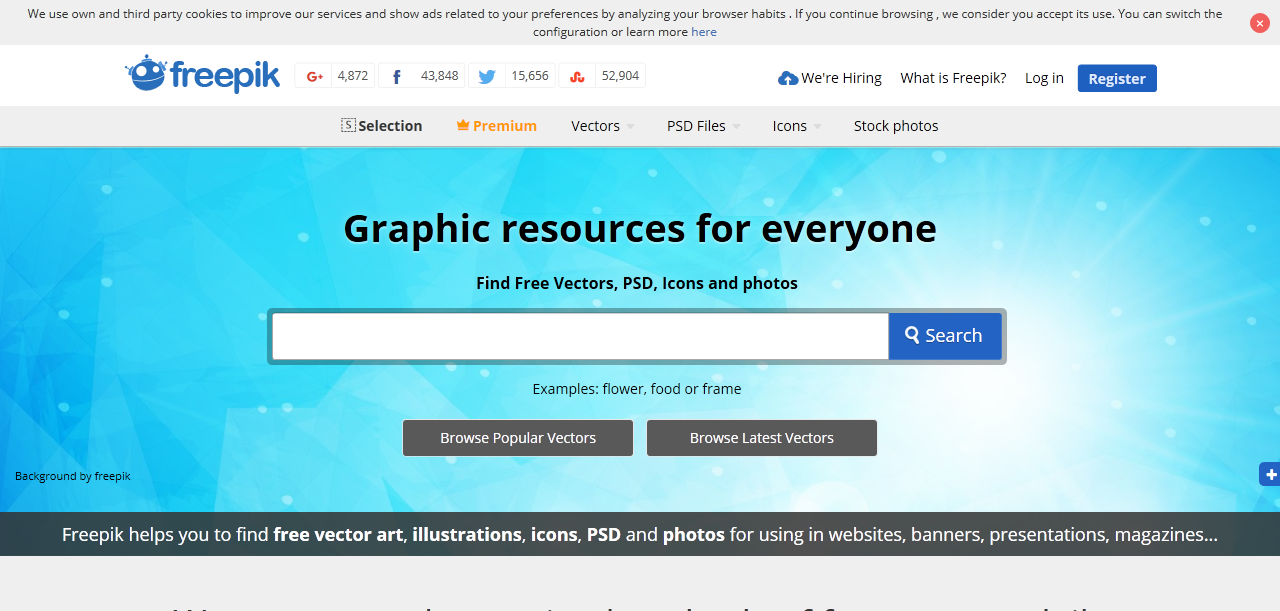 We use own and third party cookies to improve our services and show ads related to your preferences by analyzing your browser habits . If you continue browsing , we consider you accept its use. You can switch the
configuration or learn more here
freepik
4,872
43,848
15,656
52,904
We're Hiring
What is Freepik?
Log in
Register
S Selection
Premium
Vectors
PSD Files
Icons
Stock photos
Graphic resources for everyone
Find Free Vectors, PSD, Icons and photos
Search
Examples: flower, food or frame
Browse Popular Vectors
Browse Latest Vectors
Background by freepik
Freepik helps you to find free vector art, illustrations, icons, PSD and photos for using in websites, banners, presentations, magazines...